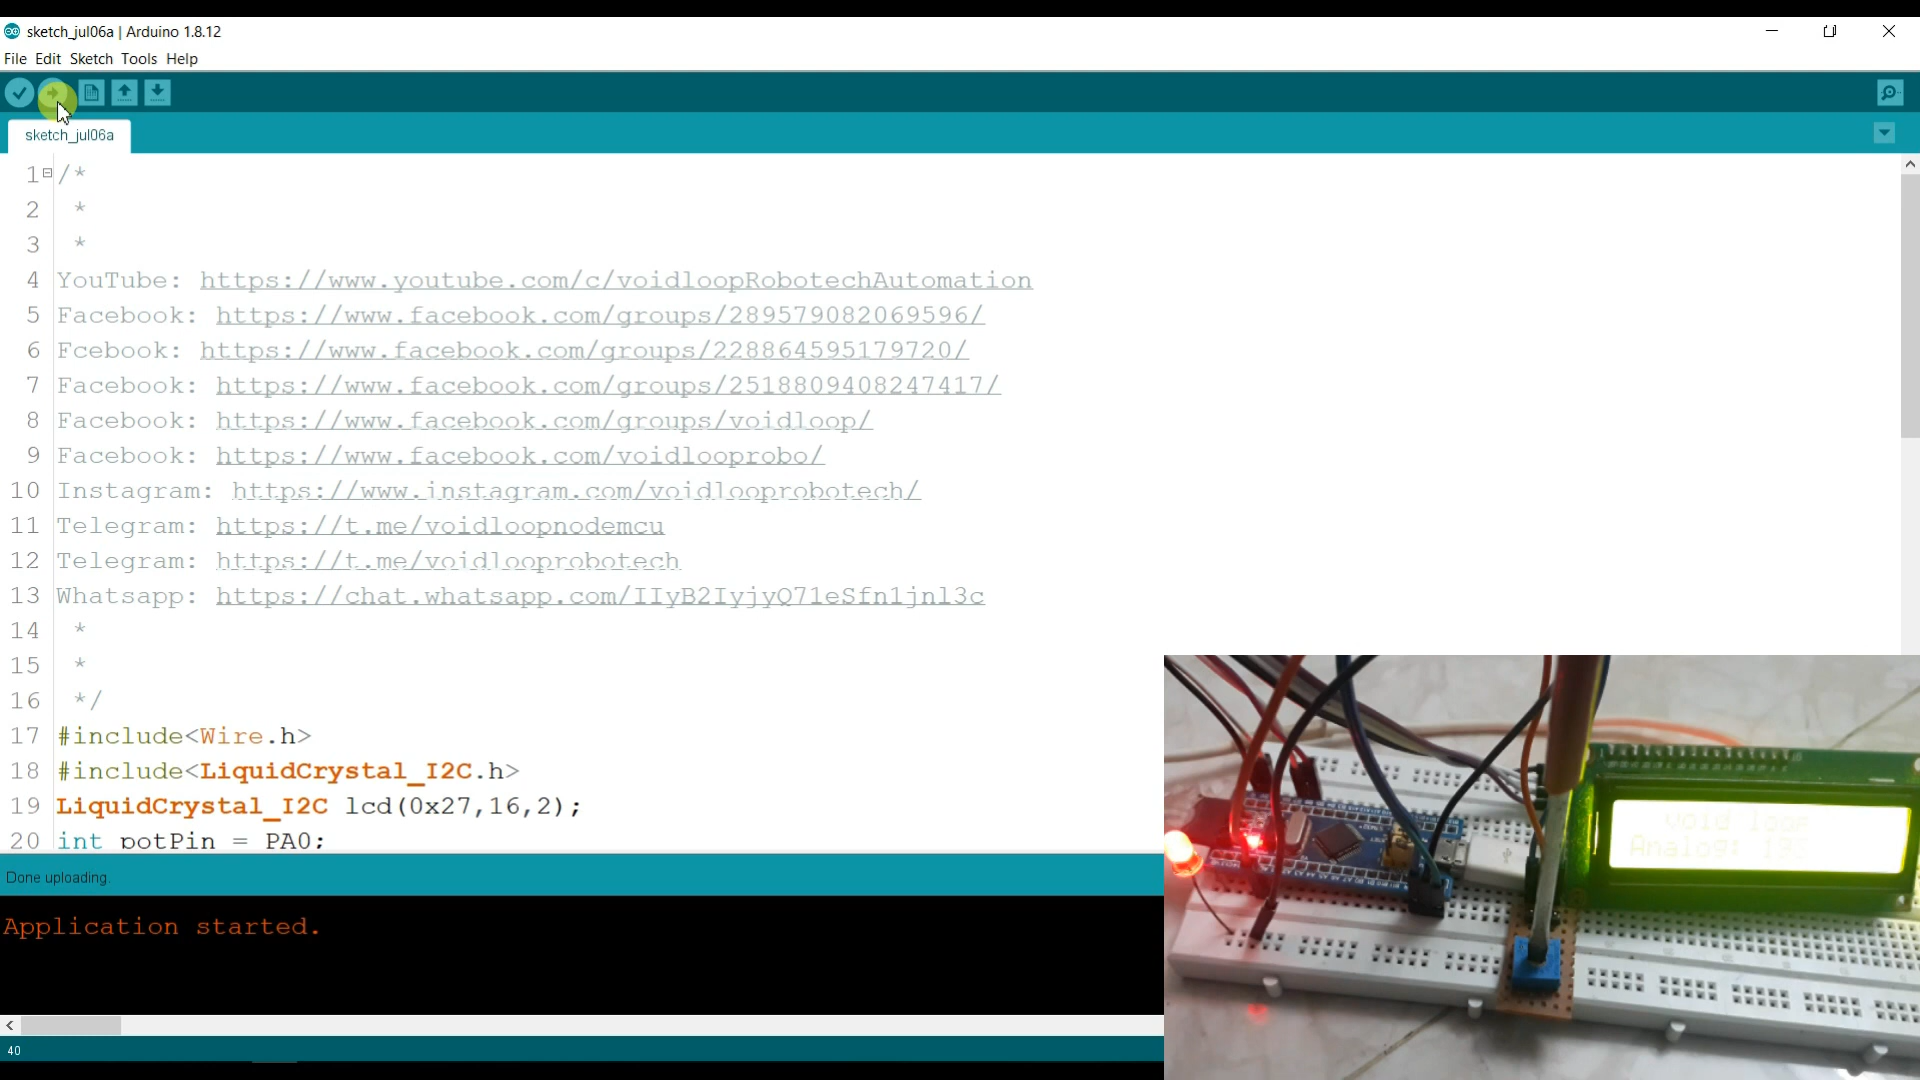 sketch_jul06a | Arduino 1.8.12
File Edit Sketch Tools Help
sketch_jul06a
1 /*
2 *
3 *
4 YouTube: https://www.youtube.com/c/voidloopRobotechAutomation
5 Facebook: https://www.facebook.com/groups/289579082069596/
6 Fcebook: https://www.facebook.com/groups/228864595179720/
7 Facebook: https://www.facebook.com/groups/2518809408247417/
8 Facebook: https://www.facebook.com/groups/voidloop/
9 Facebook: https://www.facebook.com/voidlooprobo/
10 Instagram: https://www.instagram.com/voidlooprobotech/
11 Telegram: https://t.me/voidloopnodemcu
12 Telegram: https://t.me/voidlooprobotech
13 Whatsapp: https://chat.whatsapp.com/IIyB2IyjyQ71eSfn1jnl3c
14 *
15 *
16 */
17 #include<Wire.h>
18 #include<LiquidCrystal_I2C.h>
19 LiquidCrystal_I2C lcd(0x27,16,2);
20 int potPin = PA0;
Done uploading.
Application started.
40
void loop
Analog: